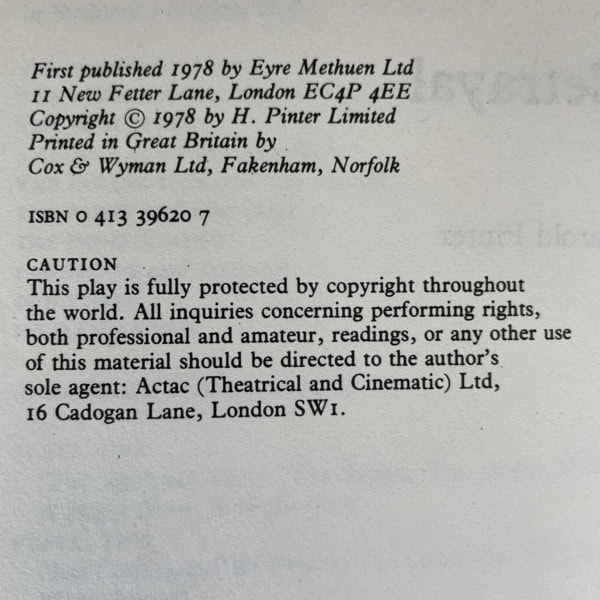 First published 1978 by Eyre Methuen Ltd
11 New Fetter Lane, London EC4P 4EE
Copyright © 1978 by H. Pinter Limited
Printed in Great Britain by
Cox & Wyman Ltd, Fakenham, Norfolk
ISBN 0 413 39620 7
CAUTION
This play is fully protected by copyright throughout
the world. All inquiries concerning performing rights,
both professional and amateur, readings, or any other use
of this material should be directed to the author's
sole agent: Actac (Theatrical and Cinematic) Ltd,
16 Cadogan Lane, London SW1.